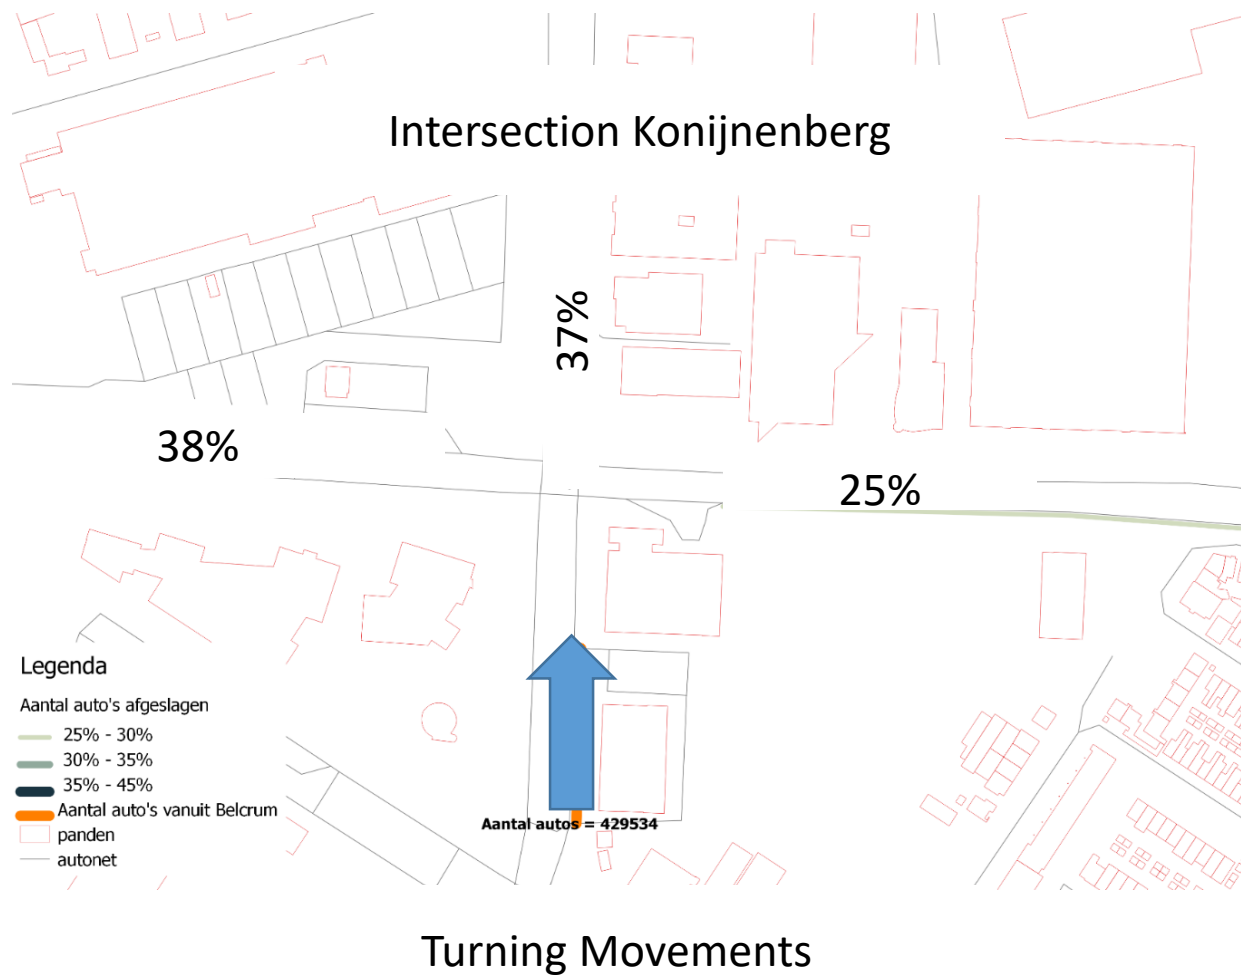 Intersection Konijnenberg
37%
38%
25%
Legenda
Aantal auto's afgeslagen
25% - 30%
30% - 35%
35% - 45%
Aantal auto's vanuit Belcrum
panden
autonet
Aantal autos = 429534
Turning Movements